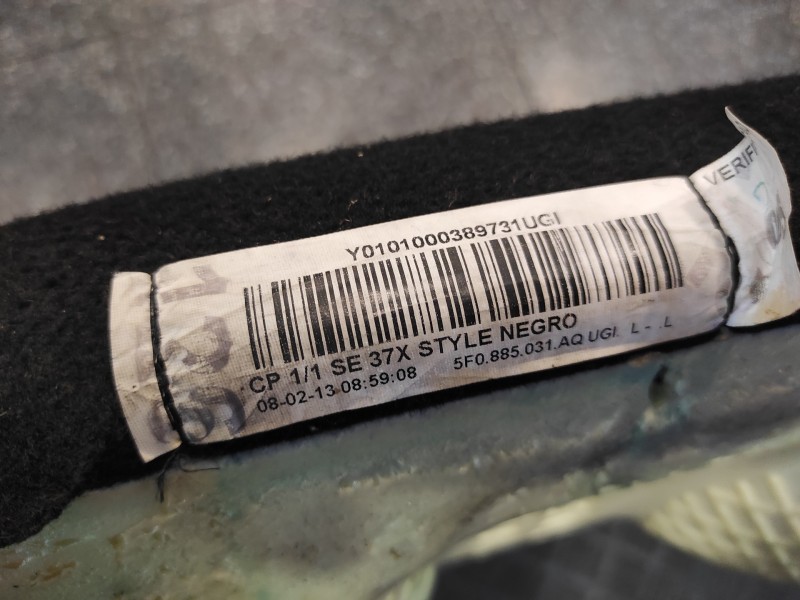 Y0101000389731UGI
CP 1/1 SE 37X STYLE NEGRO
08-02-13 08:59:08 5F0.885.031.AQ UGI. L - . L
VERIFI